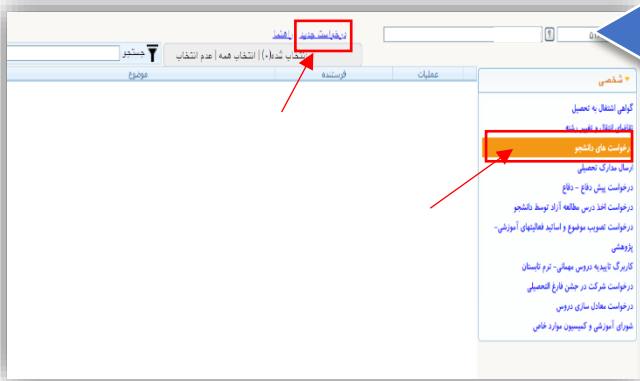 درخواست جدید راهنما
انتخاب شده(۰) | انتخاب همه | عدم انتخاب
جستجو
عملیات فرستنده موضوع
شخصی
گواهی اشتغال به تحصیل
تقاضای انتقال و تغییر رشته
درخواست های دانشجو
ارسال مدارک تحصیلی
درخواست پیش دفاع - دفاع
درخواست اخذ درس مطالعه آزاد توسط دانشجو
درخواست تصویب موضوع و اساتید فعالیتهای آموزشی-
پژوهشی
کاربرگ تاییدیه دروس مهمانی- ترم تابستان
درخواست شرکت در جشن فارغ التحصیلی
درخواست معادل سازی دروس
شورای آموزشی و کمیسیون موارد خاص